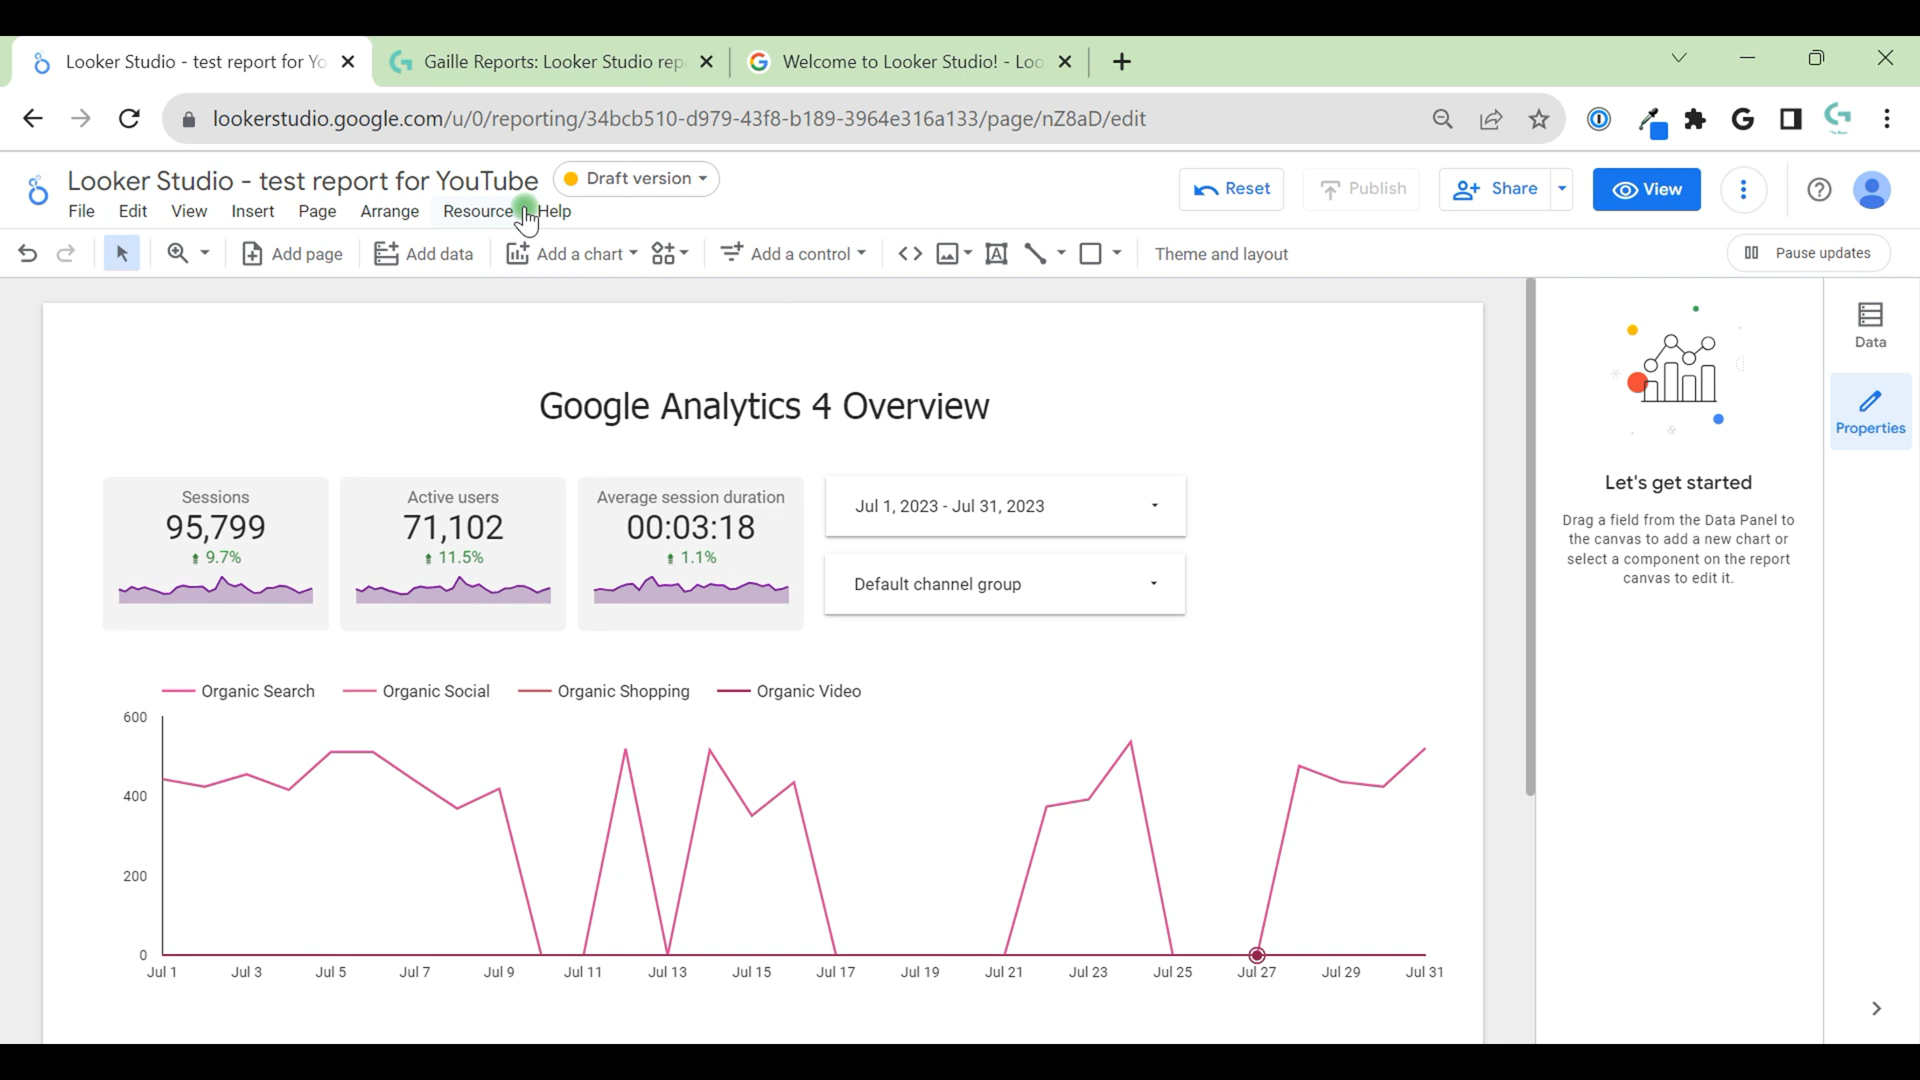 Looker Studio - test report for Yo
Gaille Reports: Looker Studio rep
Welcome to Looker Studio! - Loo
lookerstudio.google.com/u/0/reporting/34bcb510-d979-43f8-b189-3964e316a133/page/nZ8aD/edit
Looker Studio - test report for YouTube
Draft version
Reset
Publish
Share
View
File Edit View Insert Page Arrange Resource Help
Add page
Add data
Add a chart
Add a control
Theme and layout
Pause updates
Google Analytics 4 Overview
Sessions
95,799
9.7%
Active users
71,102
11.5%
Average session duration
00:03:18
1.1%
Jul 1, 2023 - Jul 31, 2023
Default channel group
Organic Search Organic Social Organic Shopping Organic Video
600
400
200
0
Jul 1 Jul 3 Jul 5 Jul 7 Jul 9 Jul 11 Jul 13 Jul 15 Jul 17 Jul 19 Jul 21 Jul 23 Jul 25 Jul 27 Jul 29 Jul 31
Let's get started
Drag a field from the Data Panel to
the canvas to add a new chart or
select a component on the report
canvas to edit it.
Data
Properties